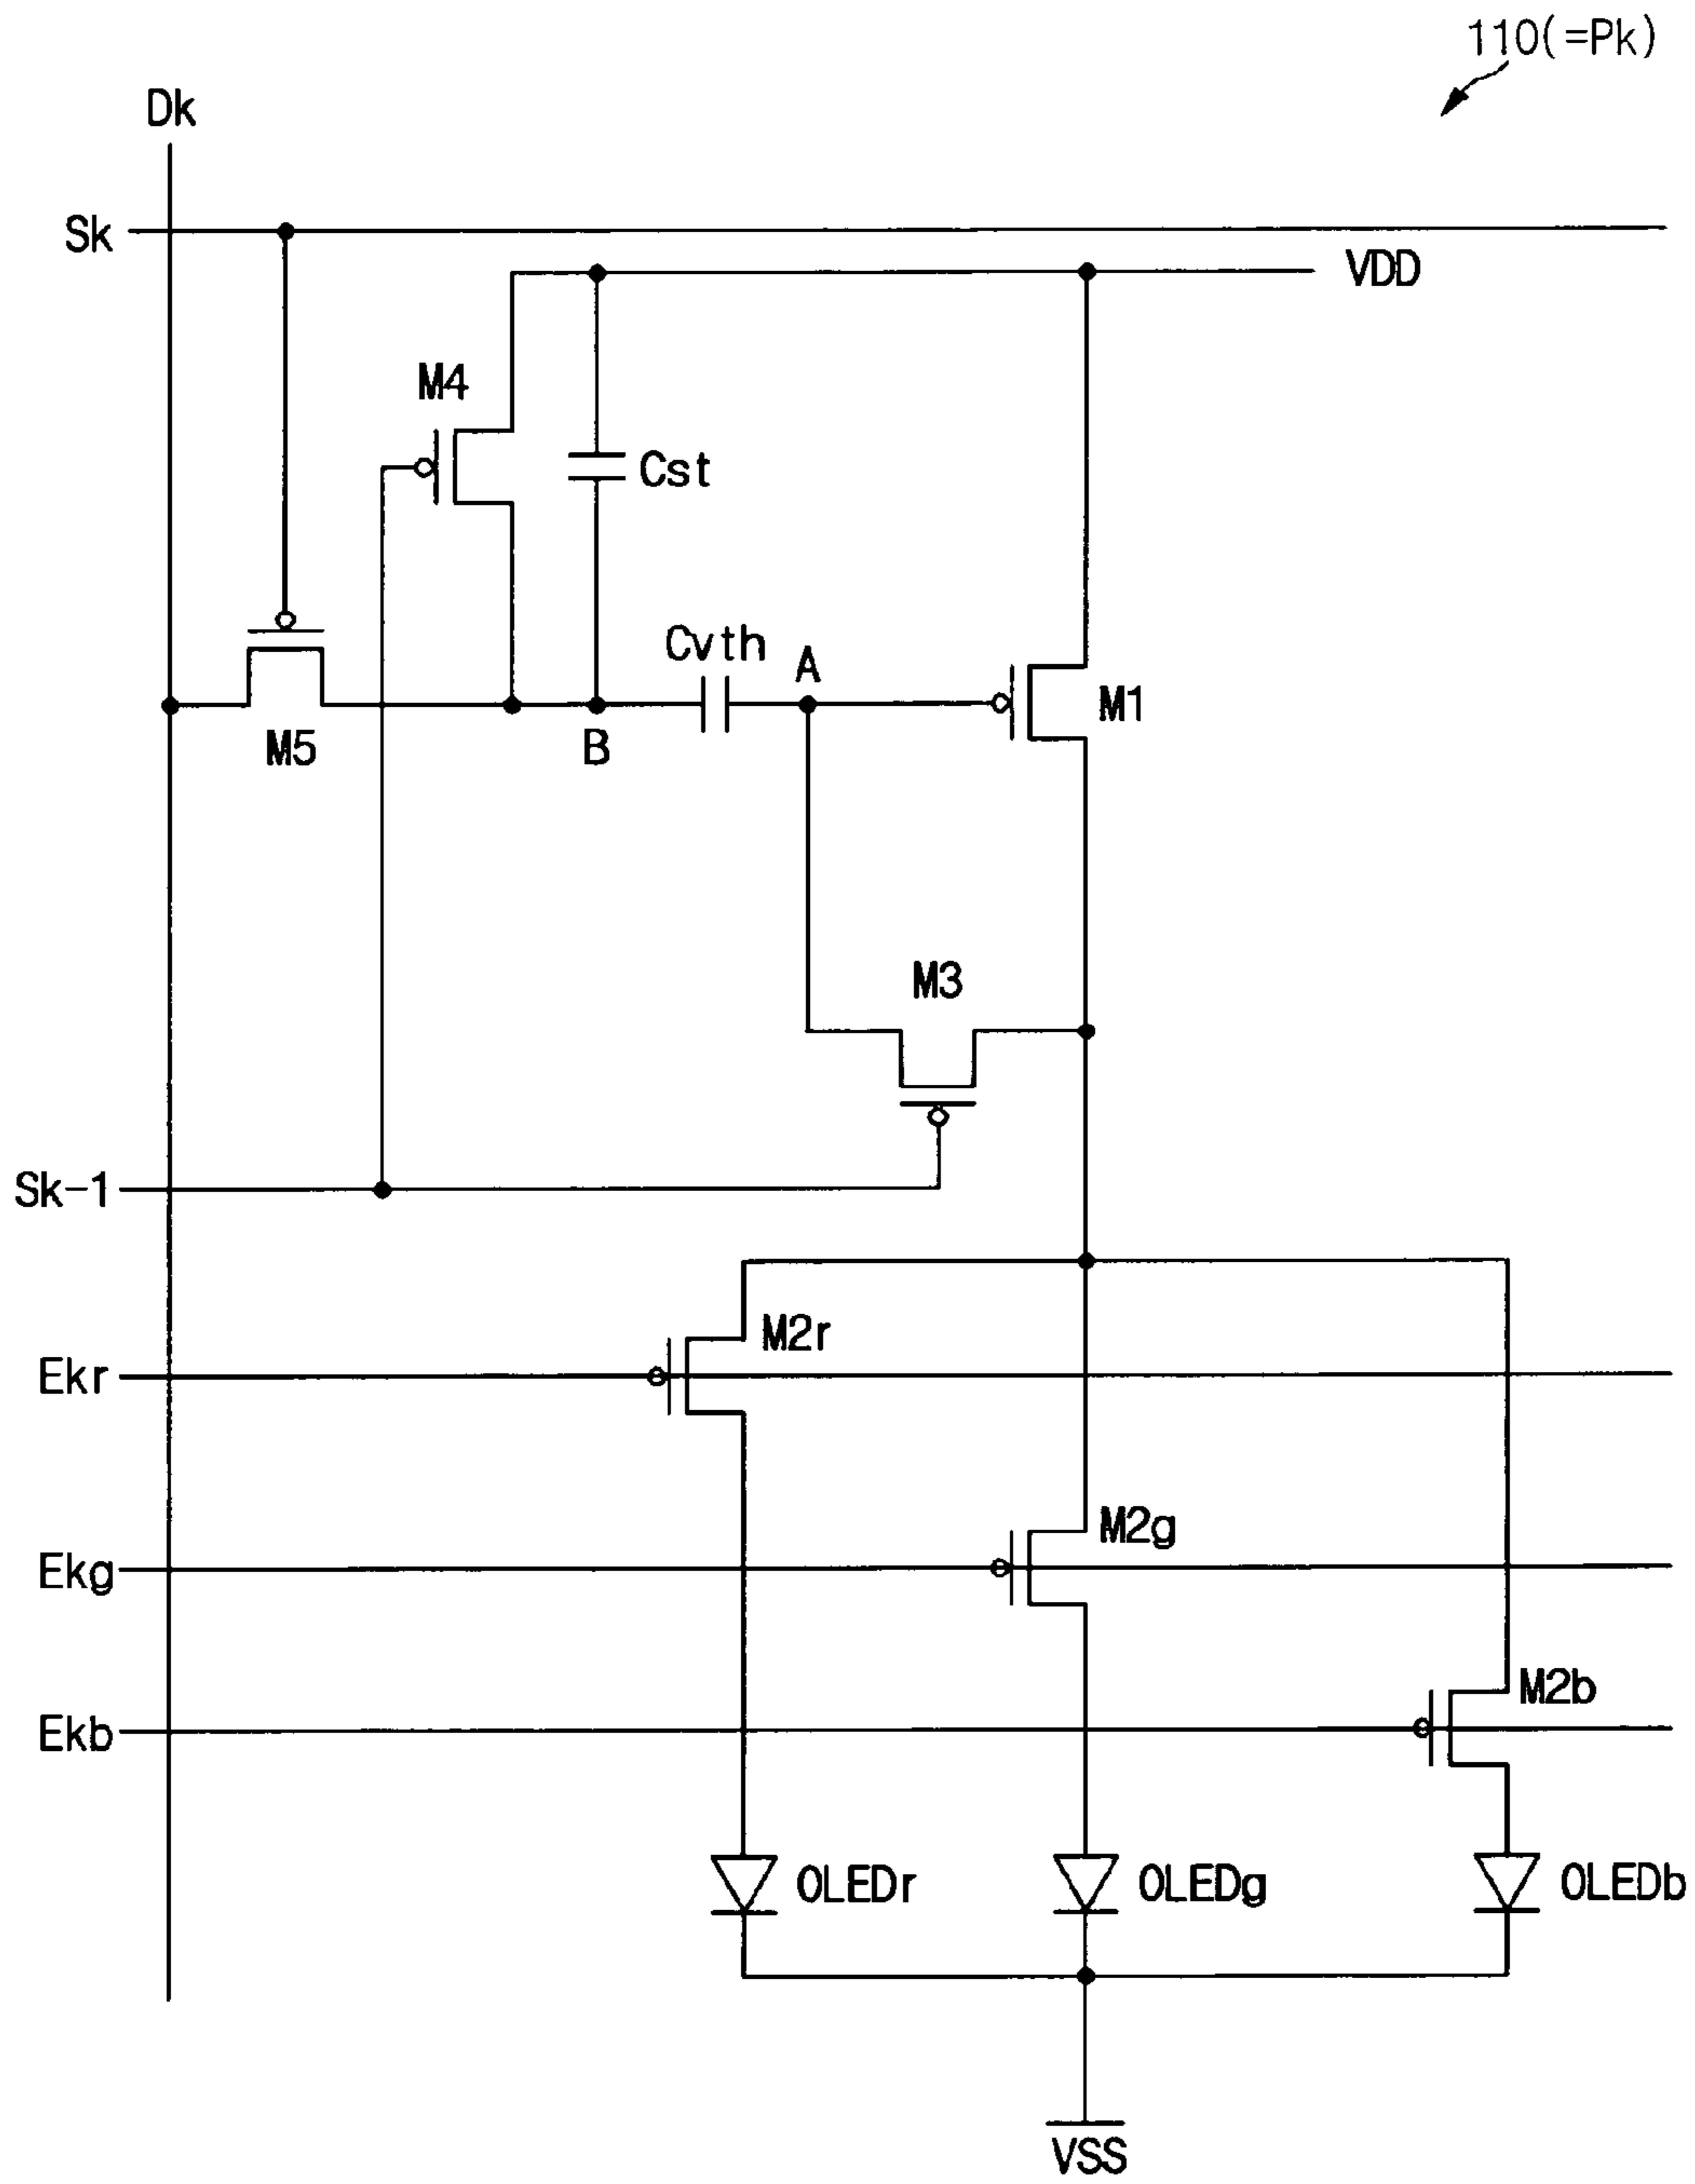 110(=Pk)
Dk
Sk
VDD
M4
Cst
Cvth
A
M1
M5
B
M3
Sk-1
M2r
Ekr
M2g
Ekg
M2b
Ekb
OLEDr
OLEDg
OLEDb
VSS